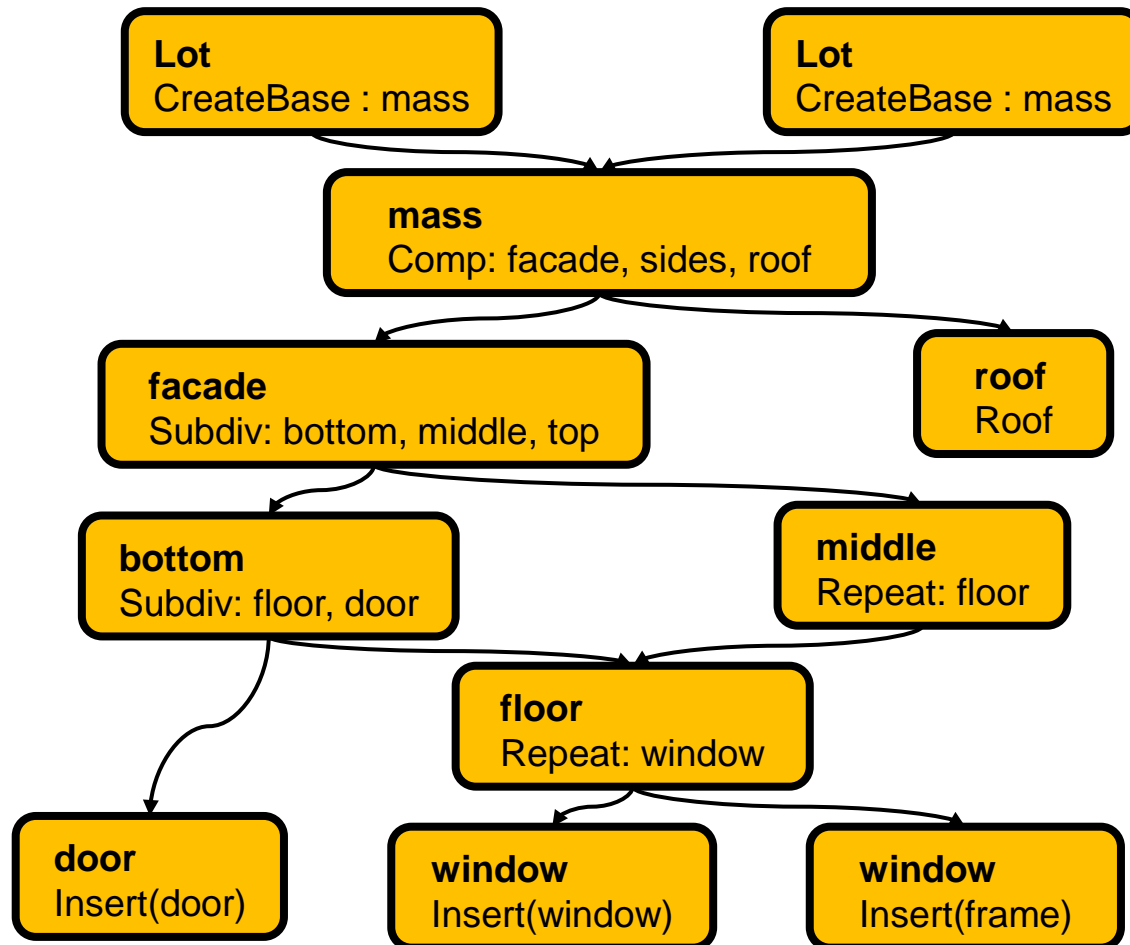 Lot
CreateBase : mass
Lot
CreateBase : mass
mass
Comp: facade, sides, roof
facade
Subdiv: bottom, middle, top
roof
Roof
bottom
Subdiv: floor, door
middle
Repeat: floor
floor
Repeat: window
door
Insert(door)
window
Insert(window)
window
Insert(frame)